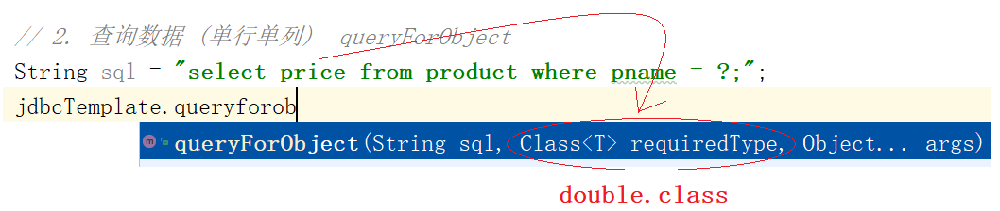 // 2. 查询数据 (单行单列) queryForObject
String sql = "select price from product where pname = ?;";
jdbcTemplate.queryforob
m queryForObject(String sql, Class<T> requiredType, Object... args)
double.class